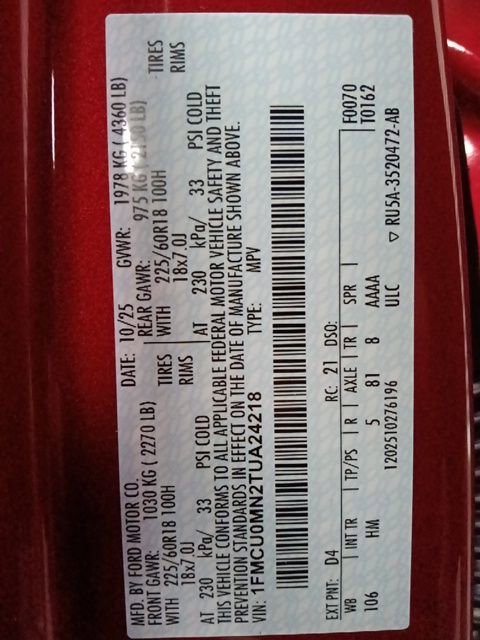 MFD. BY FORD MOTOR CO. DATE: 10/25 GVWR: 1978 KG ( 4360 LB)
FRONT GAWR: 1030 KG ( 2270 LB) REAR GAWR: 975 KG ( LB)
WITH 225/60R18 100H TIRES WITH 225/60R18 100H TIRES
18x7.0J RIMS 18x7.0J RIMS
AT 230 kPa/ 33 PSI COLD AT 230 kPa/ 33 PSI COLD
THIS VEHICLE CONFORMS TO ALL APPLICABLE FEDERAL MOTOR VEHICLE SAFETY AND THEFT
PREVENTION STANDARDS IN EFFECT ON THE DATE OF MANUFACTURE SHOWN ABOVE.
VIN: 1FMCU0MN2TUA24218 TYPE: MPV
EXT PNT: D4 RC: 21 DSO: F0070
WB INT TR TP/PS R AXLE TR SPR T0162
106 HM 5 81 8 AAAA
ULC
1202510276196 ▽ RU5A-3520472-AB